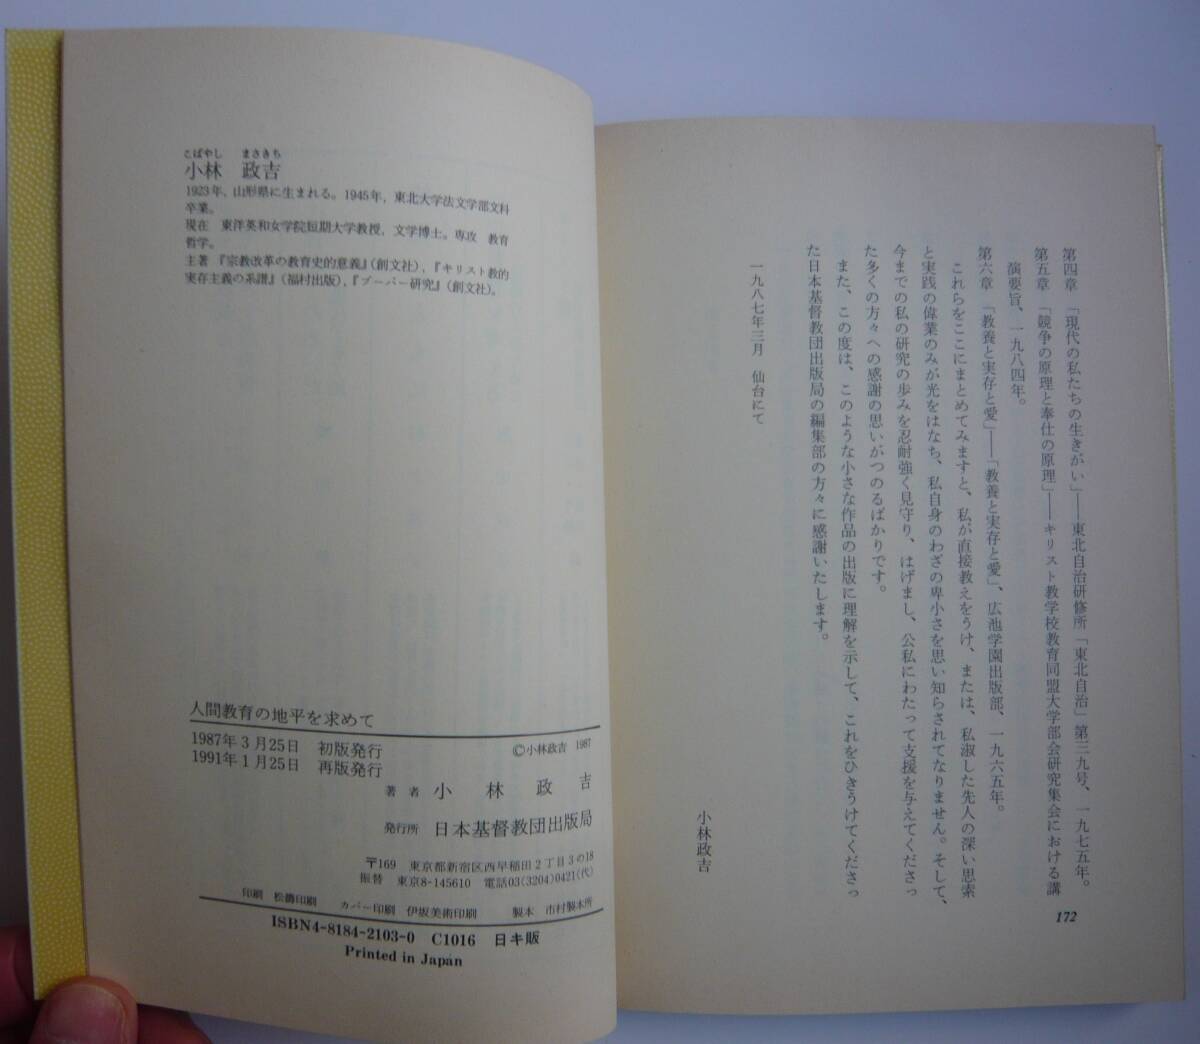 第四章　「現代の私たちの生きがい」――東北自治研修所「東北自治」第三九号、一九七五年。
第五章　「競争の原理と奉仕の原理」――キリスト教学校教育同盟大学部会研究集会における講
演要旨、一九八四年。
第六章　「教養と実存と愛」――「教養と実存と愛」、広池学園出版部、一九六五年。
これらをここにまとめてみますと、私が直接教えをうけ、または、私淑した先人の深い思索
と実践の偉業のみが光をはなち、私自身のわざの卑小さを思い知らされてなりません。そして、
今までの私の研究の歩みを忍耐強く見守り、はげまし、公私にわたって支援を与えてくださっ
た多くの方々への感謝の思いがつのるばかりです。
また、この度は、このような小さな作品の出版に理解を示して、これをひきうけてくださっ
た日本基督教団出版局の編集部の方々に感謝いたします。
一九八七年三月　仙台にて
小林政吉
172
こばやし　まさきち
小林　政吉
1923年，山形県に生まれる。1945年，東北大学法文学部文科
卒業。
現在　東洋英和女学院短期大学教授，文学博士。専攻　教育
哲学。
主著『宗教改革の教育史的意義』（創文社），『キリスト教的
実存主義の系譜』（福村出版），『ブーバー研究』（創文社）。
人間教育の地平を求めて
1987年3月25日　初版発行
1991年1月25日　再版発行
©小林政吉　1987
著者　小林政吉
発行所　日本基督教団出版局
〒169　東京都新宿区西早稲田2丁目3の18
振替　東京8-145610　電話03(3204)0421(代)
印刷　松濤印刷　カバー印刷　伊坂美術印刷　製本　市村製本所
ISBN4-8184-2103-0　C1016　日キ販
Printed in Japan